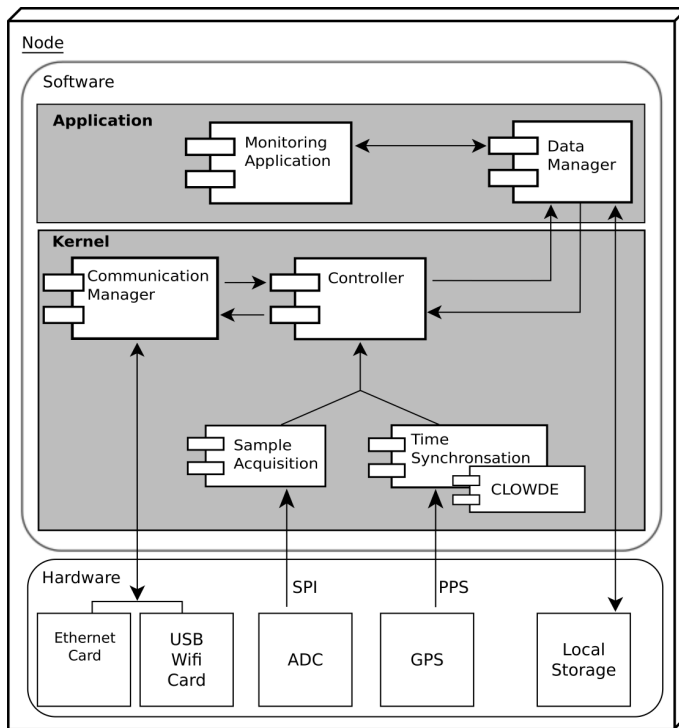 Node
Software
Application
Monitoring
Application
Data
Manager
Kernel
Communication
Manager
Controller
Sample
Acquisition
Time
Synchronsation
CLOWDE
Hardware
SPI
PPS
Ethernet
Card
USB
Wifi
Card
ADC
GPS
Local
Storage